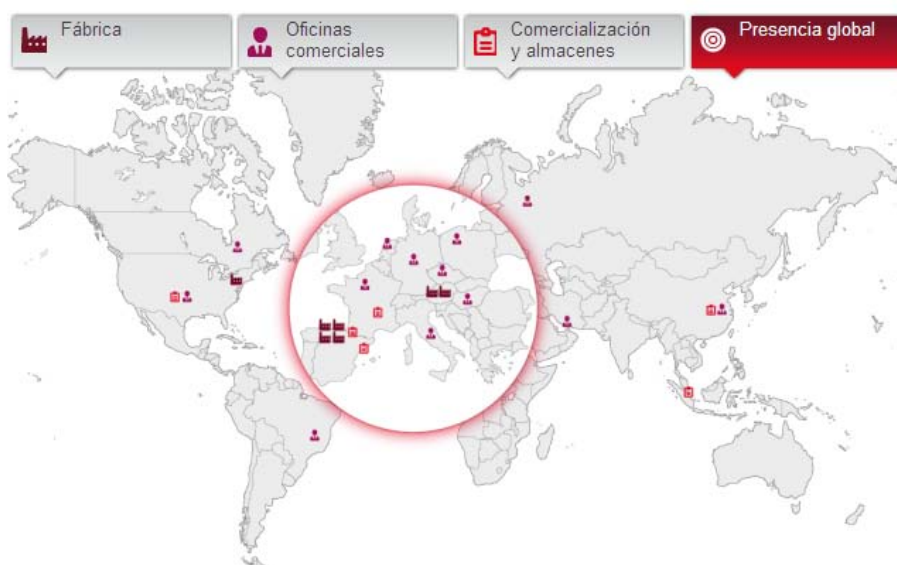 Fábrica
Oficinas
comerciales
Comercialización
y almacenes
Presencia global